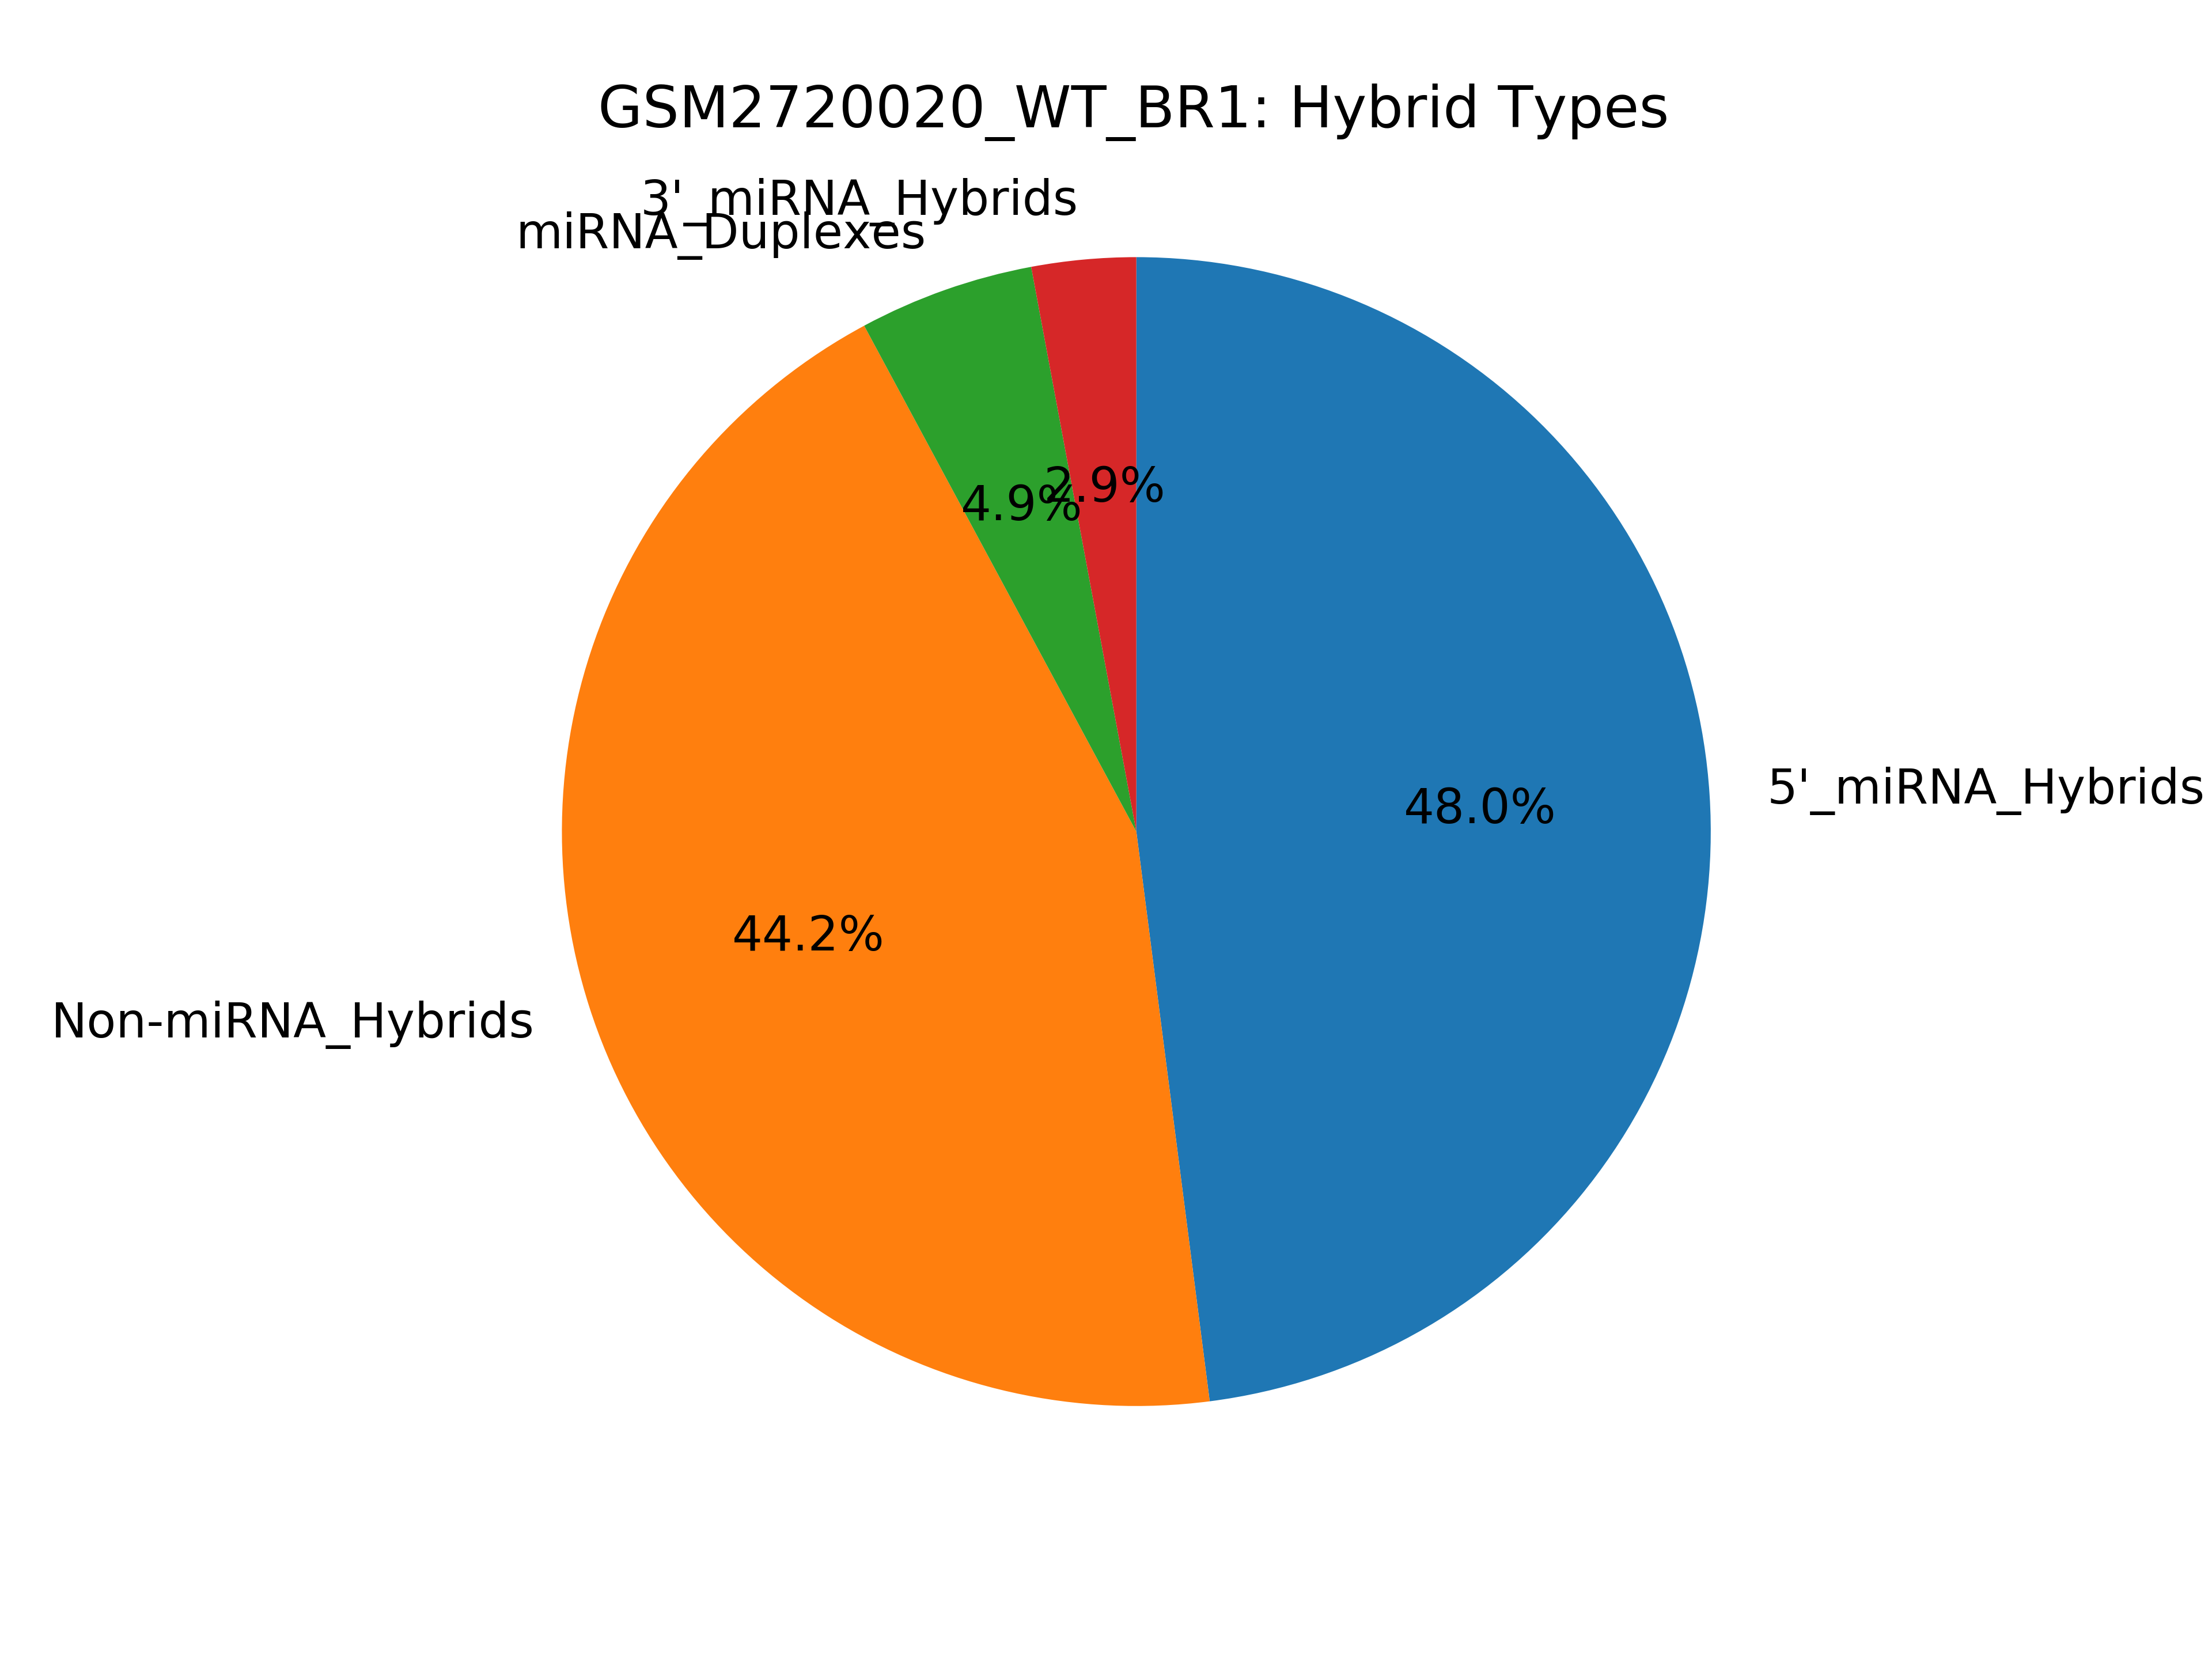 GSM2720020_WT_BR1: Hybrid Types
3'_miRNA_Hybrids
miRNA_Duplexes
2.9%
4.9%
5'_miRNA_Hybrids
48.0%
44.2%
Non-miRNA_Hybrids